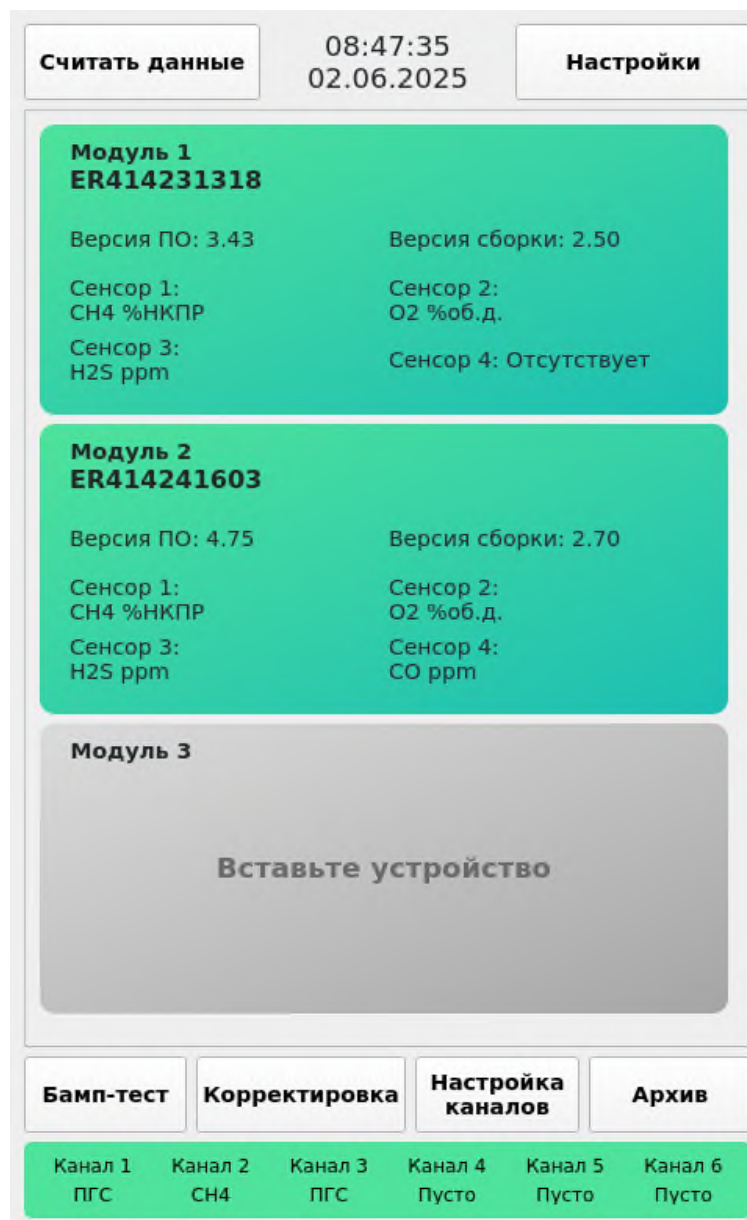 Считать данные
08:47:35
02.06.2025
Настройки
Модуль 1
ER414231318
Версия ПО: 3.43
Версия сборки: 2.50
Сенсор 1:
CH4 %НКПР
Сенсор 2:
O2 %об.д.
Сенсор 3:
H2S ppm
Сенсор 4: Отсутствует
Модуль 2
ER414241603
Версия ПО: 4.75
Версия сборки: 2.70
Сенсор 1:
CH4 %НКПР
Сенсор 2:
O2 %об.д.
Сенсор 3:
H2S ppm
Сенсор 4:
CO ppm
Модуль 3
Вставьте устройство
Бамп-тест
Корректировка
Настройка
каналов
Архив
Канал 1
ПГС
Канал 2
CH4
Канал 3
ПГС
Канал 4
Пусто
Канал 5
Пусто
Канал 6
Пусто